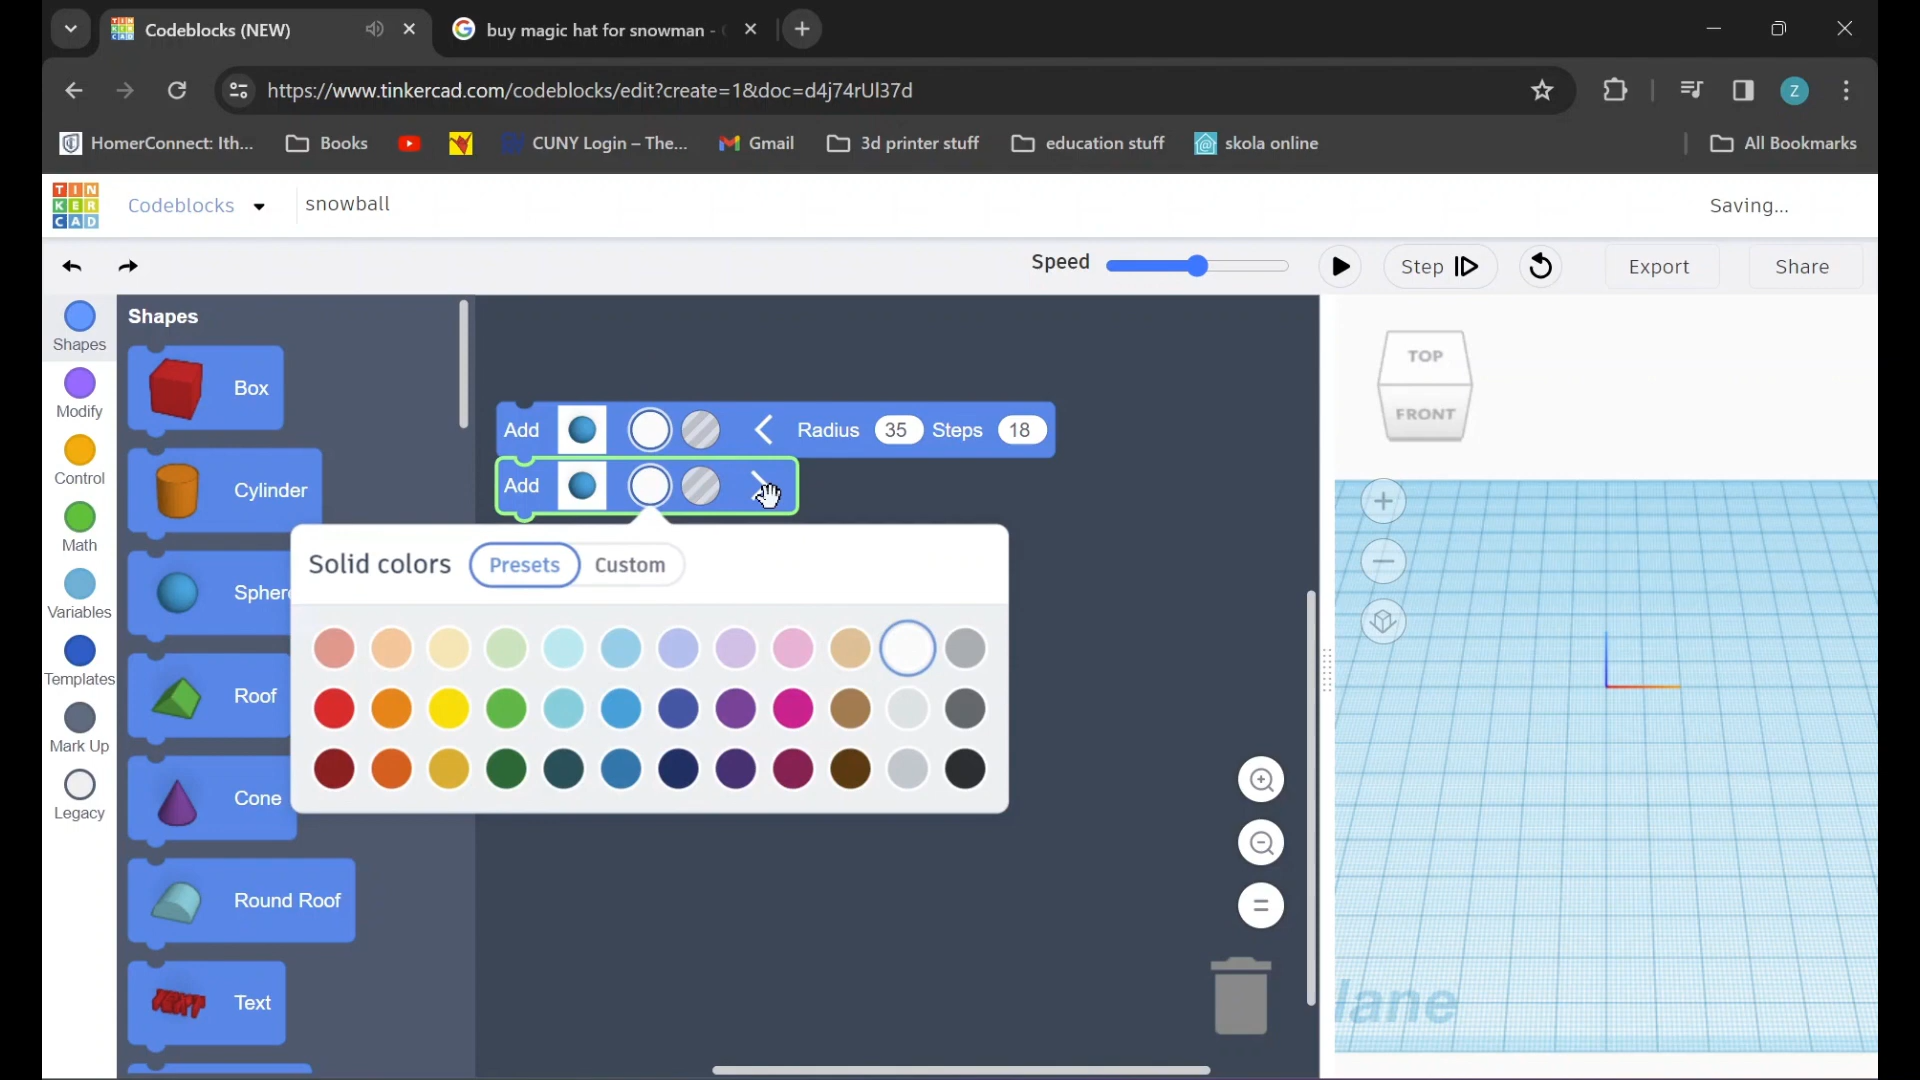 Codeblocks (NEW)
buy magic hat for snowman -
https://www.tinkercad.com/codeblocks/edit?create=1&doc=d4j74rUl37d
Z
HomerConnect: Ith...
Books
CUNY Login – The...
Gmail
3d printer stuff
education stuff
skola online
All Bookmarks
TIN
KER
CAD
Codeblocks
snowball
Saving...
Speed
Step
Export
Share
Shapes
Modify
Control
Math
Variables
Templates
Mark Up
Legacy
Shapes
Box
Cylinder
Sphere
Roof
Cone
Round Roof
Text
TEXT
Add
Radius 35 Steps 18
Add
Solid colors
Presets
Custom
TOP
FRONT
lane